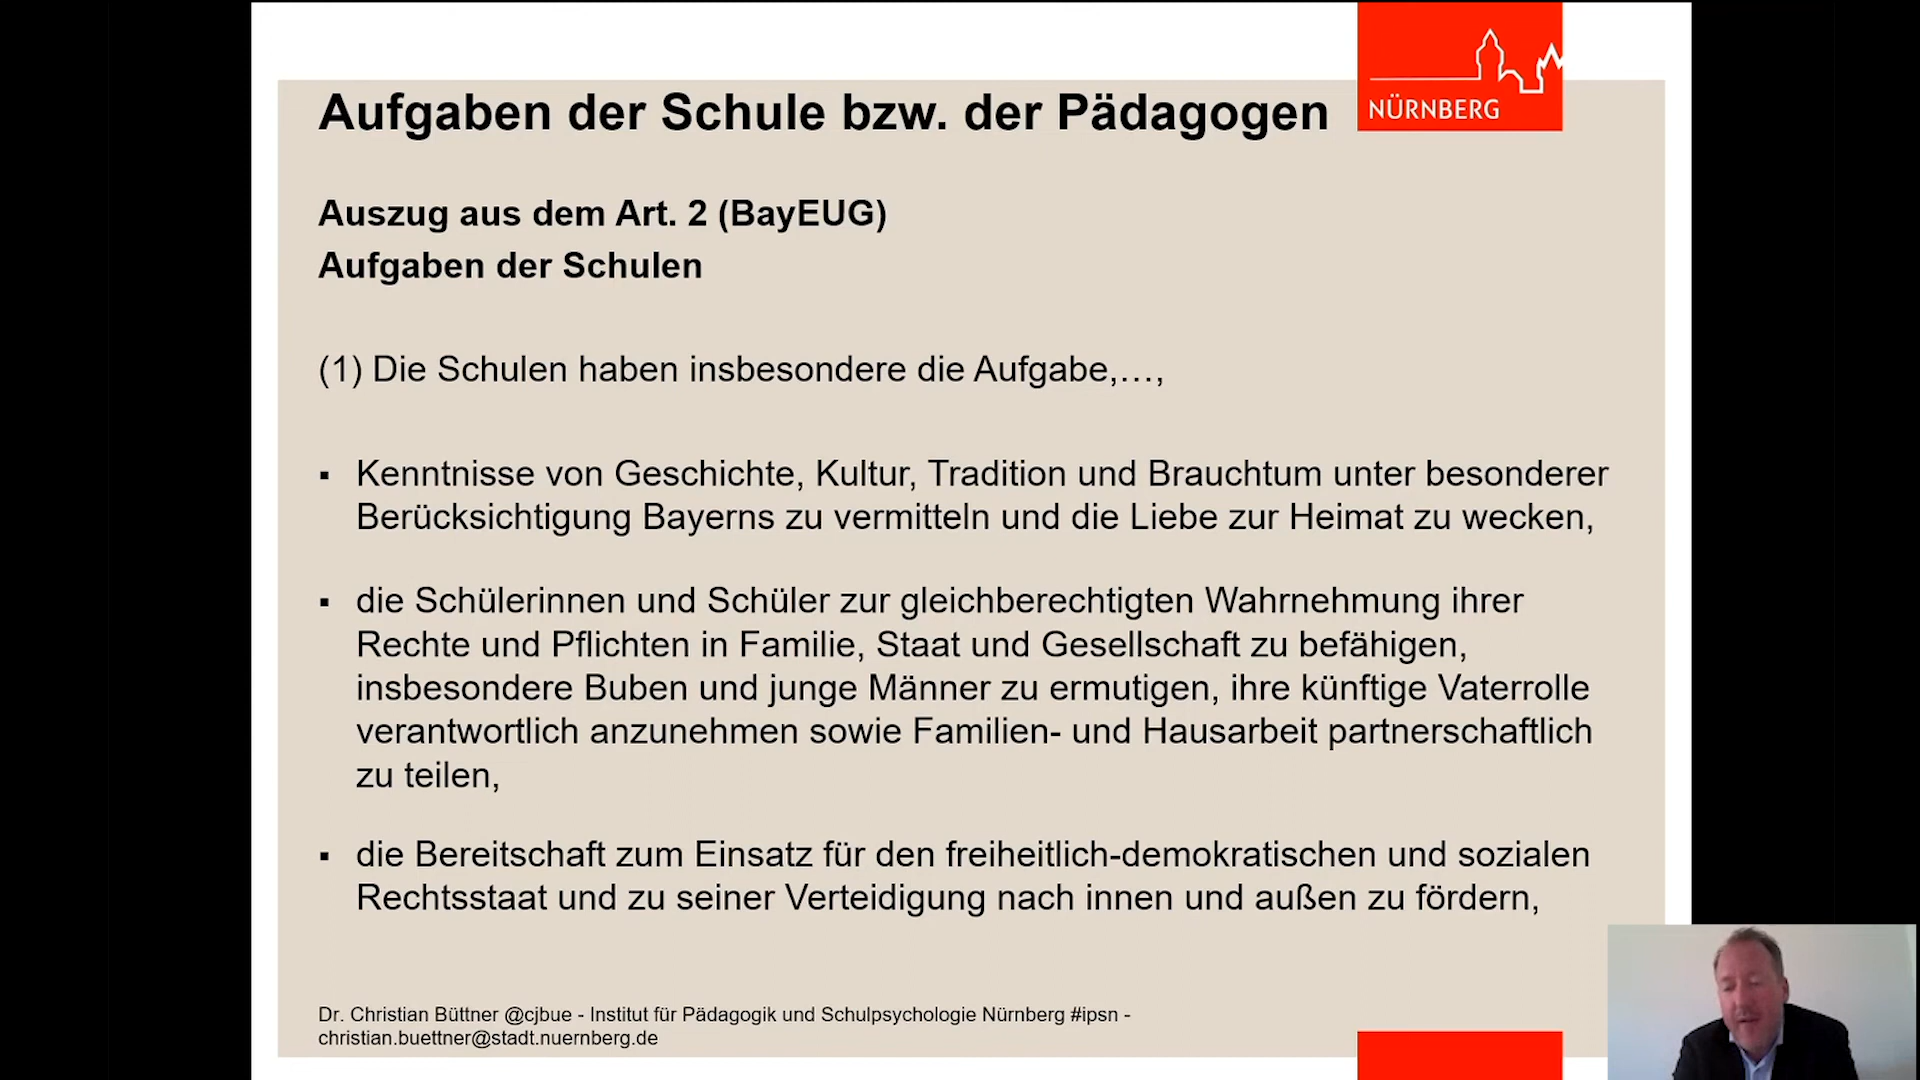 Aufgaben der Schule bzw. der Pädagogen
NÜRNBERG
Auszug aus dem Art. 2 (BayEUG)
Aufgaben der Schulen
(1) Die Schulen haben insbesondere die Aufgabe,…,
▪ Kenntnisse von Geschichte, Kultur, Tradition und Brauchtum unter besonderer
Berücksichtigung Bayerns zu vermitteln und die Liebe zur Heimat zu wecken,
▪ die Schülerinnen und Schüler zur gleichberechtigten Wahrnehmung ihrer
Rechte und Pflichten in Familie, Staat und Gesellschaft zu befähigen,
insbesondere Buben und junge Männer zu ermutigen, ihre künftige Vaterrolle
verantwortlich anzunehmen sowie Familien- und Hausarbeit partnerschaftlich
zu teilen,
▪ die Bereitschaft zum Einsatz für den freiheitlich-demokratischen und sozialen
Rechtsstaat und zu seiner Verteidigung nach innen und außen zu fördern,
Dr. Christian Büttner @cjbue - Institut für Pädagogik und Schulpsychologie Nürnberg #ipsn -
christian.buettner@stadt.nuernberg.de